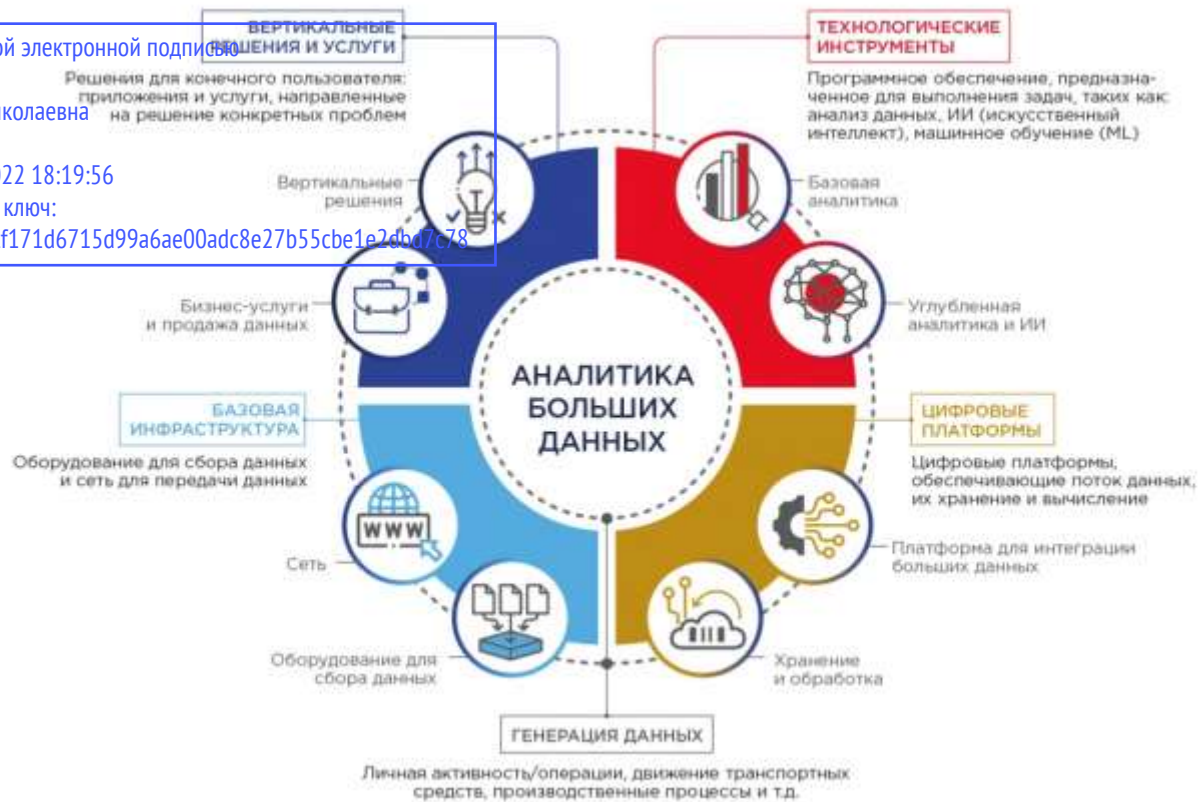 ВЕРТИКАЛЬНЫЕ
РЕШЕНИЯ И УСЛУГИ
Решения для конечного пользователя:
приложения и услуги, направленные
на решение конкретных проблем
ой электронной подписью
иколаевна
022 18:19:56
ключ:
f171d6715d99a6ae00adc8e27b55cbe1e2dbd7c78
ТЕХНОЛОГИЧЕСКИЕ
ИНСТРУМЕНТЫ
Программное обеспечение, предназна-
ченное для выполнения задач, таких как:
анализ данных, ИИ (искусственный
интеллект), машинное обучение (ML)
Вертикальные
решения
Базовая
аналитика
Бизнес-услуги
и продажа данных
Углубленная
аналитика и ИИ
АНАЛИТИКА
БОЛЬШИХ
ДАННЫХ
БАЗОВАЯ
ИНФРАСТРУКТУРА
Оборудование для сбора данных
и сеть для передачи данных
ЦИФРОВЫЕ
ПЛАТФОРМЫ
Цифровые платформы,
обеспечивающие поток данных,
их хранение и вычисление
WWW
Сеть
Платформа для интеграции
больших данных
Оборудование для
сбора данных
Хранение
и обработка
ГЕНЕРАЦИЯ ДАННЫХ
Личная активность/операции, движение транспортных
средств, производственные процессы и т.д.